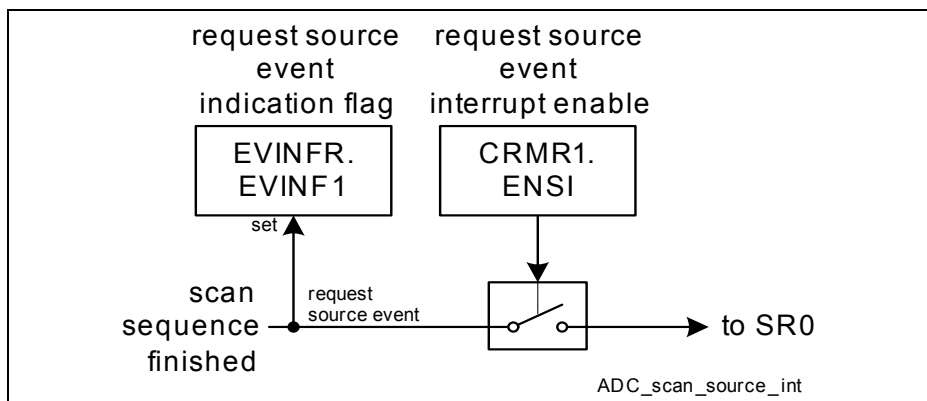 request source
event
indication flag
request source
event
interrupt enable
EVINFR.
EVINF1
CRMR1.
ENSI
set
scan
sequence
finished
request
source event
to SR0
ADC_scan_source_int